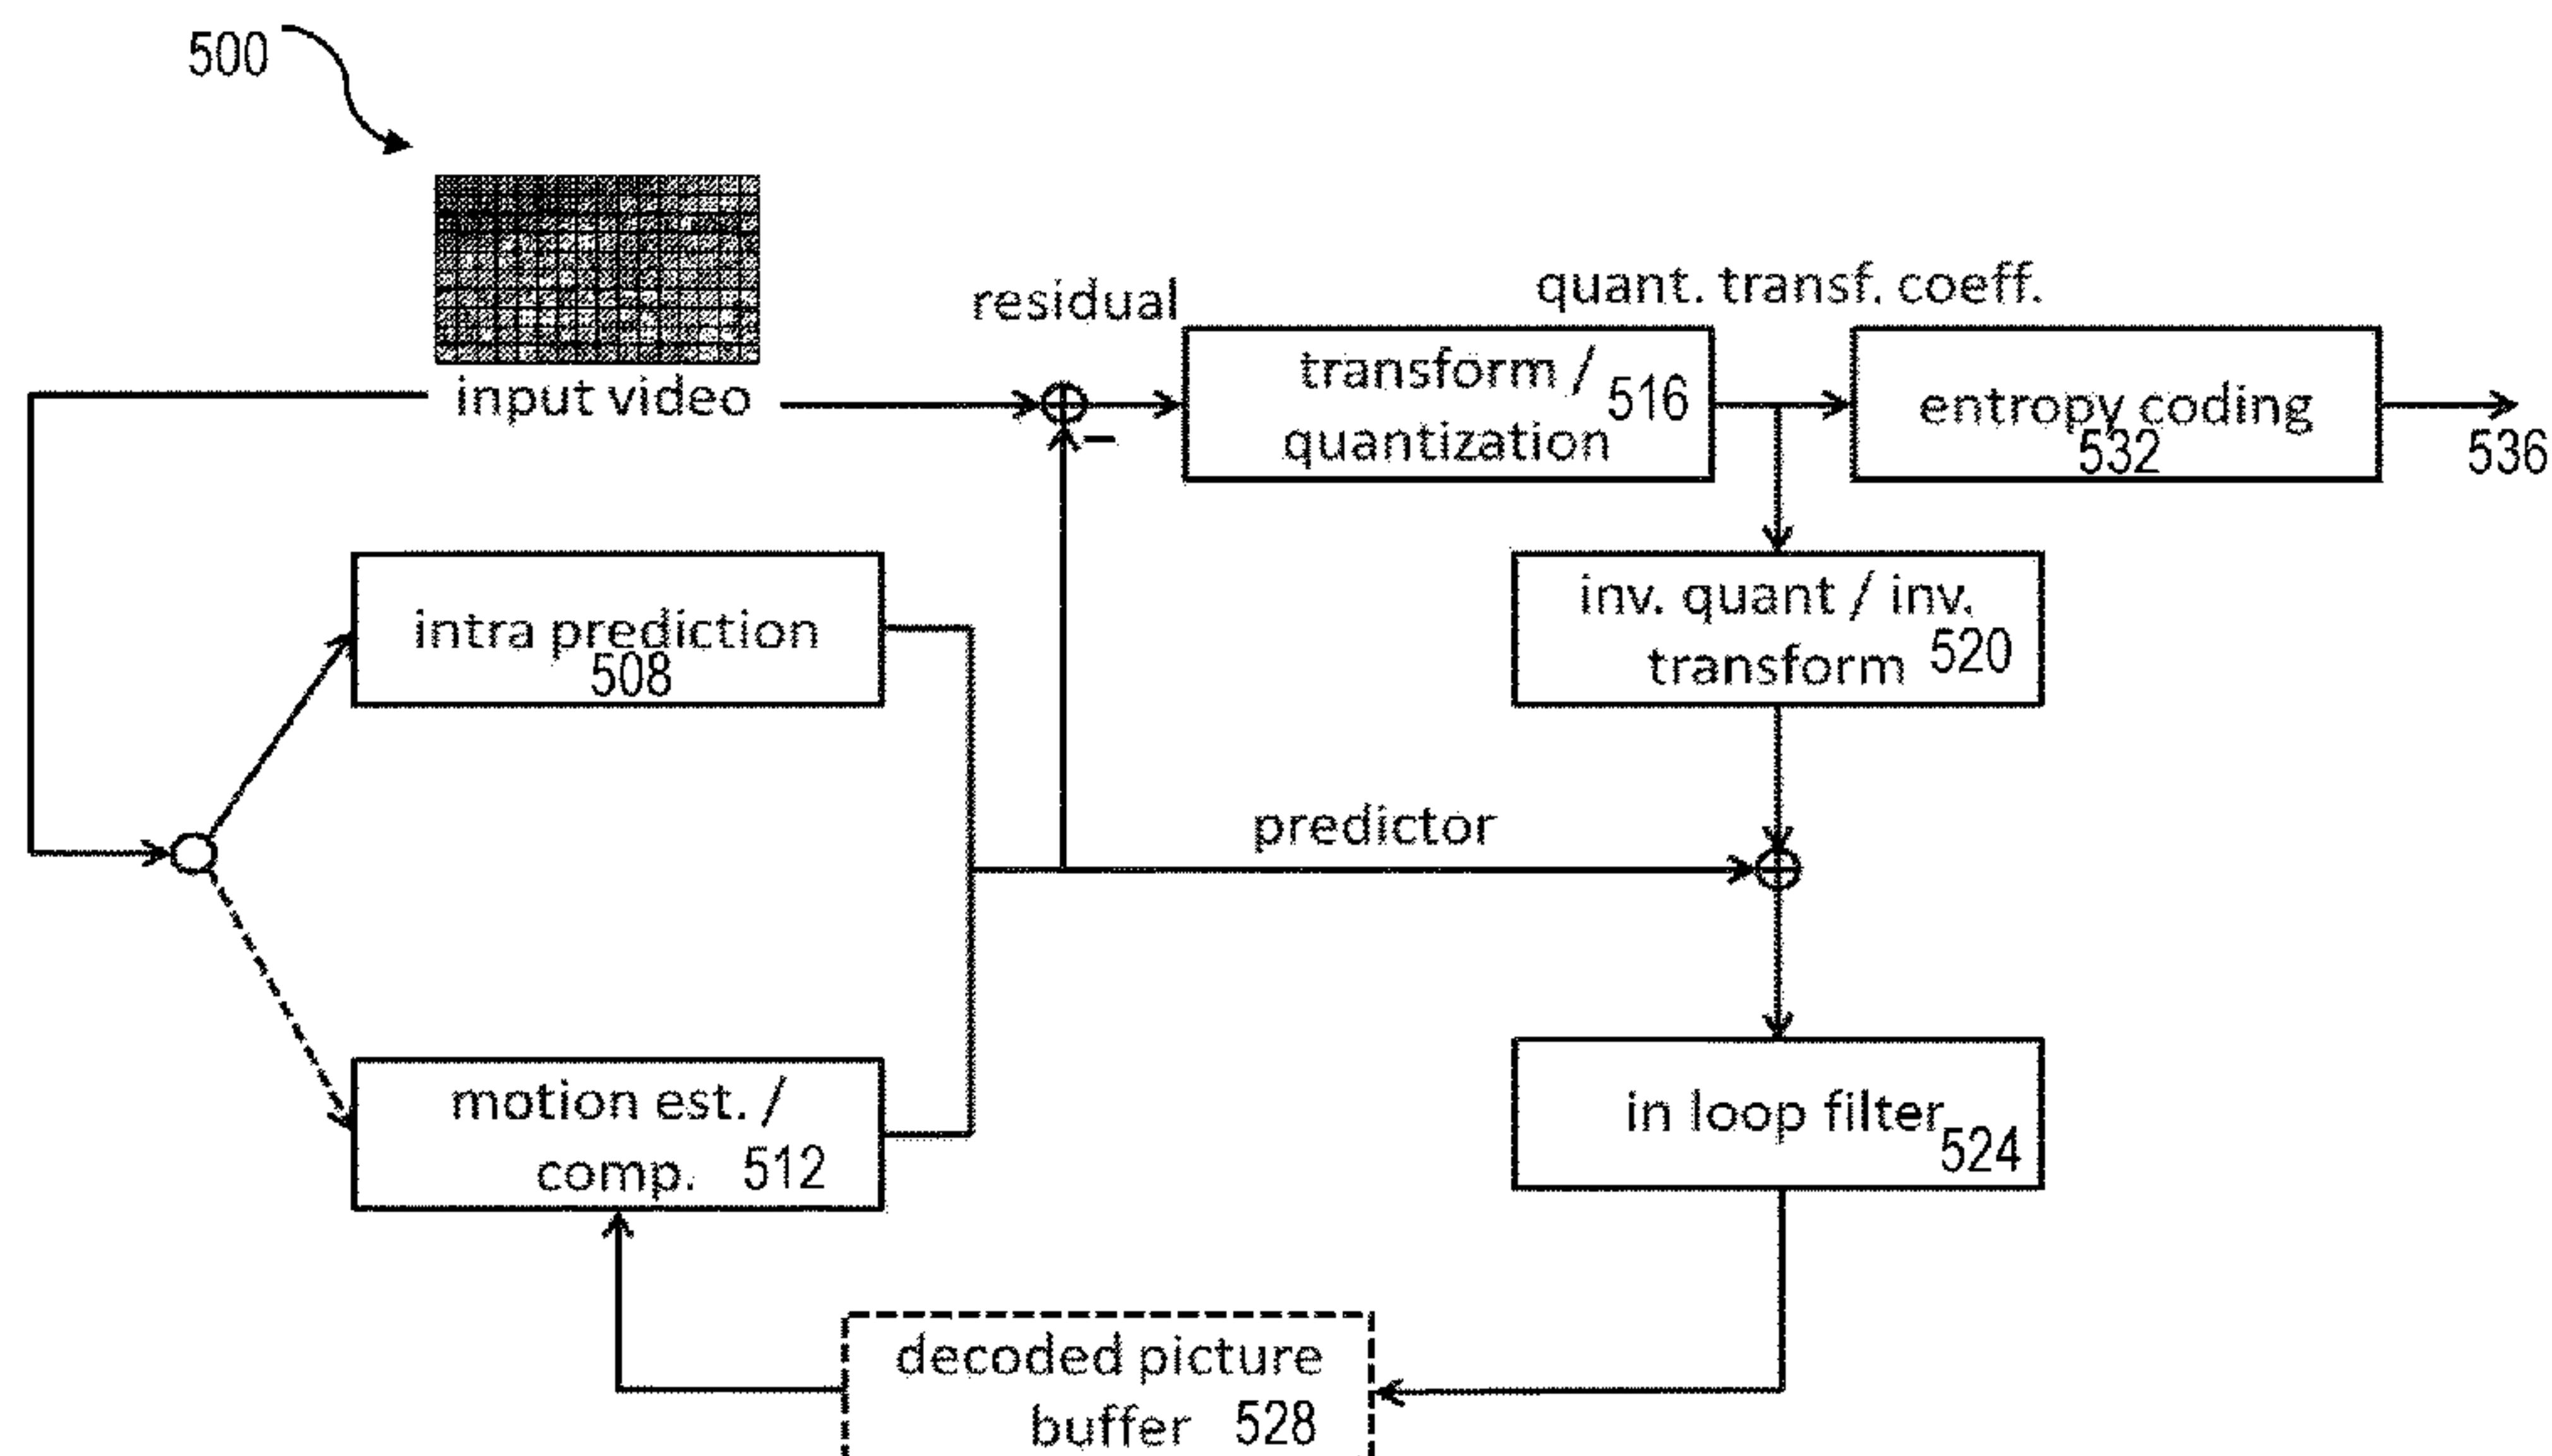 500
input video
residual
quant. transf. coeff.
transform /
quantization 516
entropy coding
532
536
–
inv. quant / inv.
transform 520
intra prediction
508
predictor
motion est. /
comp. 512
in loop filter 524
decoded picture
buffer 528